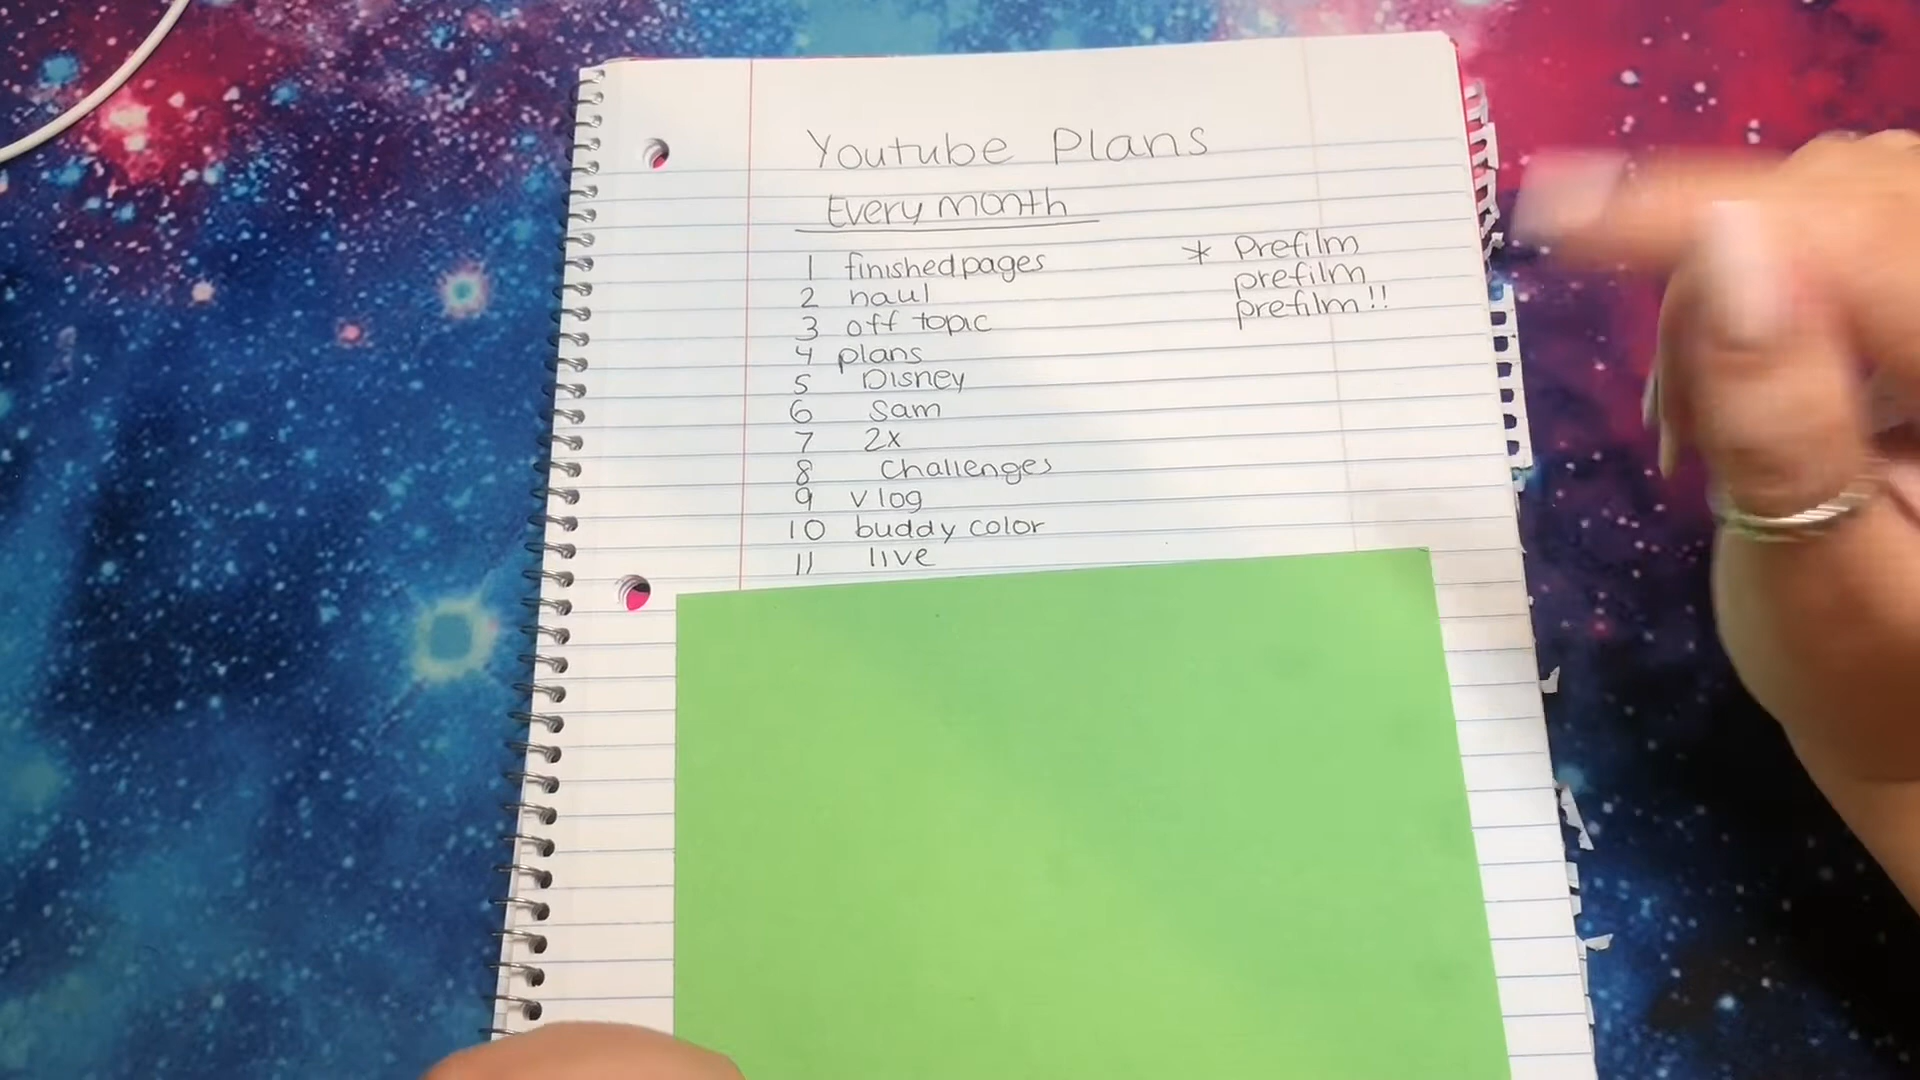 Youtube Plans
Every month
1 finished pages
2 haul
3 off topic
4 plans
5 Disney
6 Sam
7 2x
8 Challenges
9 vlog
10 buddy color
11 live
* Prefilm
prefilm
prefilm!!